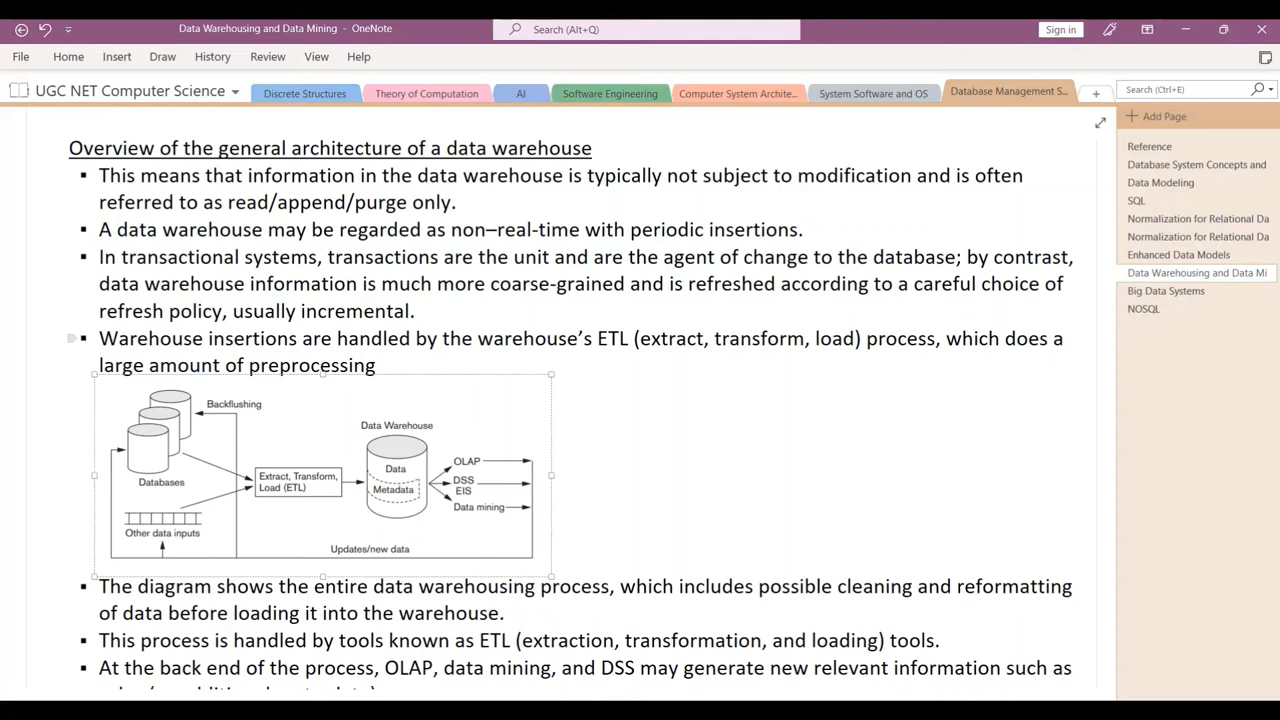 Data Warehousing and Data Mining - OneNote
Search (Alt+Q)
Sign in
File Home Insert Draw History Review View Help
UGC NET Computer Science
Discrete Structures
Theory of Computation
AI
Software Engineering
Computer System Archite...
System Software and OS
Database Management S...
Search (Ctrl+E)
Add Page
Reference
Database System Concepts and
Data Modeling
SQL
Normalization for Relational Da
Normalization for Relational Da
Enhanced Data Models
Data Warehousing and Data Mi
Big Data Systems
NOSQL
Overview of the general architecture of a data warehouse
▪ This means that information in the data warehouse is typically not subject to modification and is often
referred to as read/append/purge only.
▪ A data warehouse may be regarded as non–real-time with periodic insertions.
▪ In transactional systems, transactions are the unit and are the agent of change to the database; by contrast,
data warehouse information is much more coarse-grained and is refreshed according to a careful choice of
refresh policy, usually incremental.
▪ Warehouse insertions are handled by the warehouse's ETL (extract, transform, load) process, which does a
large amount of preprocessing
Backflushing
Databases
Other data inputs
Extract, Transform,
Load (ETL)
Data Warehouse
Data
Metadata
OLAP
DSS
EIS
Data mining
Updates/new data
▪ The diagram shows the entire data warehousing process, which includes possible cleaning and reformatting
of data before loading it into the warehouse.
▪ This process is handled by tools known as ETL (extraction, transformation, and loading) tools.
▪ At the back end of the process, OLAP, data mining, and DSS may generate new relevant information such as